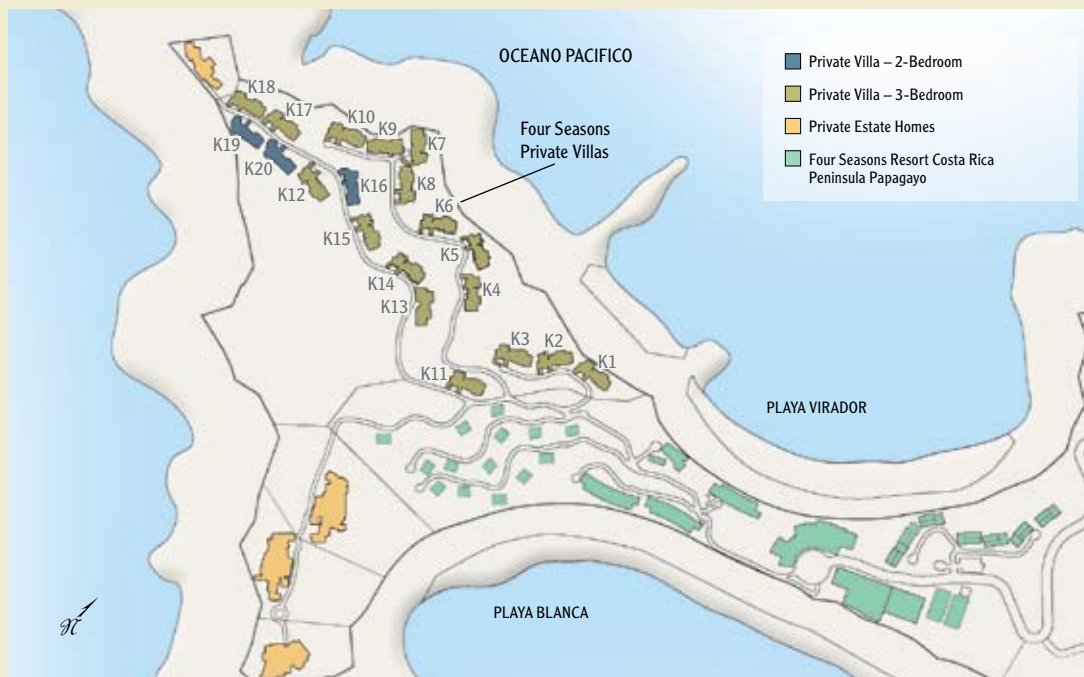 OCEANO PACIFICO
Private Villa – 2-Bedroom
Private Villa – 3-Bedroom
Private Estate Homes
Four Seasons Resort Costa Rica
Peninsula Papagayo
Four Seasons
Private Villas
K18
K17
K10
K9
K7
K19
K20
K12
K16
K8
K6
K15
K5
K14
K4
K13
K3
K2
K1
K11
PLAYA VIRADOR
PLAYA BLANCA
N